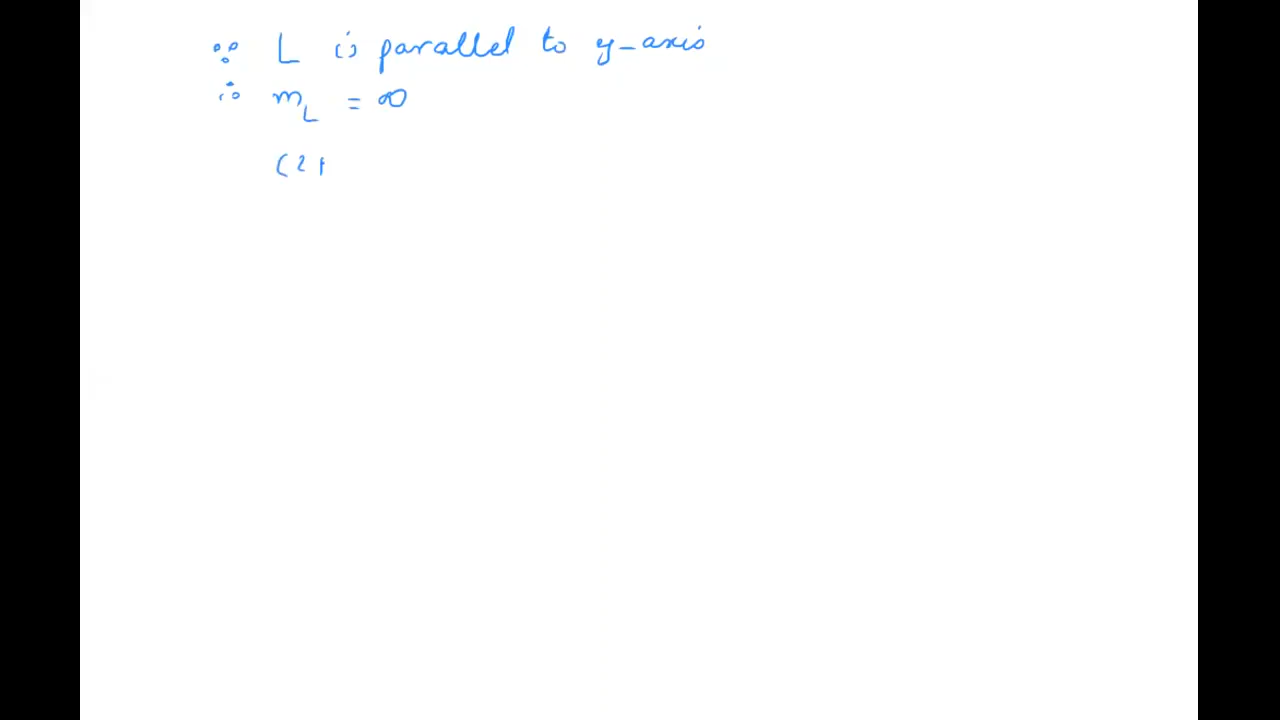 ∵ L is parallel to y-axis
∴ m_L = ∞
(2